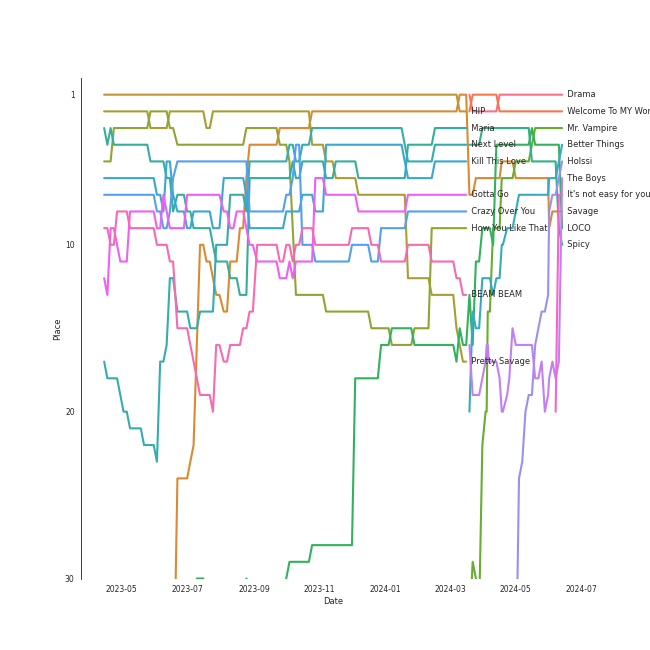 1
10
20
30
Place
2023-05
2023-07
2023-09
2023-11
2024-01
2024-03
2024-05
2024-07
Date
HIP
Maria
Next Level
Kill This Love
Gotta Go
Crazy Over You
How You Like That
BEAM BEAM
Pretty Savage
Drama
Welcome To MY Wor
Mr. Vampire
Better Things
Holssi
The Boys
It's not easy for you
Savage
LOCO
Spicy